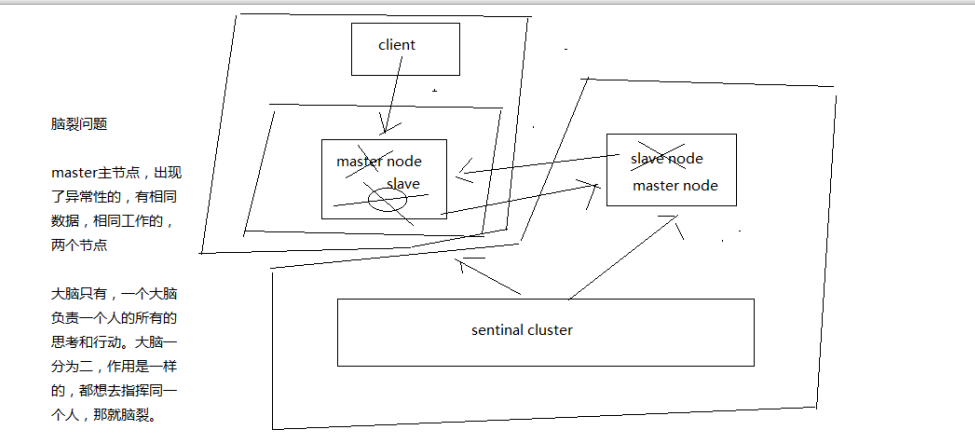 client
脑裂问题
master node
slave
slave node
master node
master主节点，出现
了异常性的，有相同
数据，相同工作的，
两个节点
大脑只有，一个大脑
负责一个人的所有的
思考和行动。大脑一
分为二，作用是一样
的，都想去指挥同一
个人，那就脑裂。
sentinal cluster